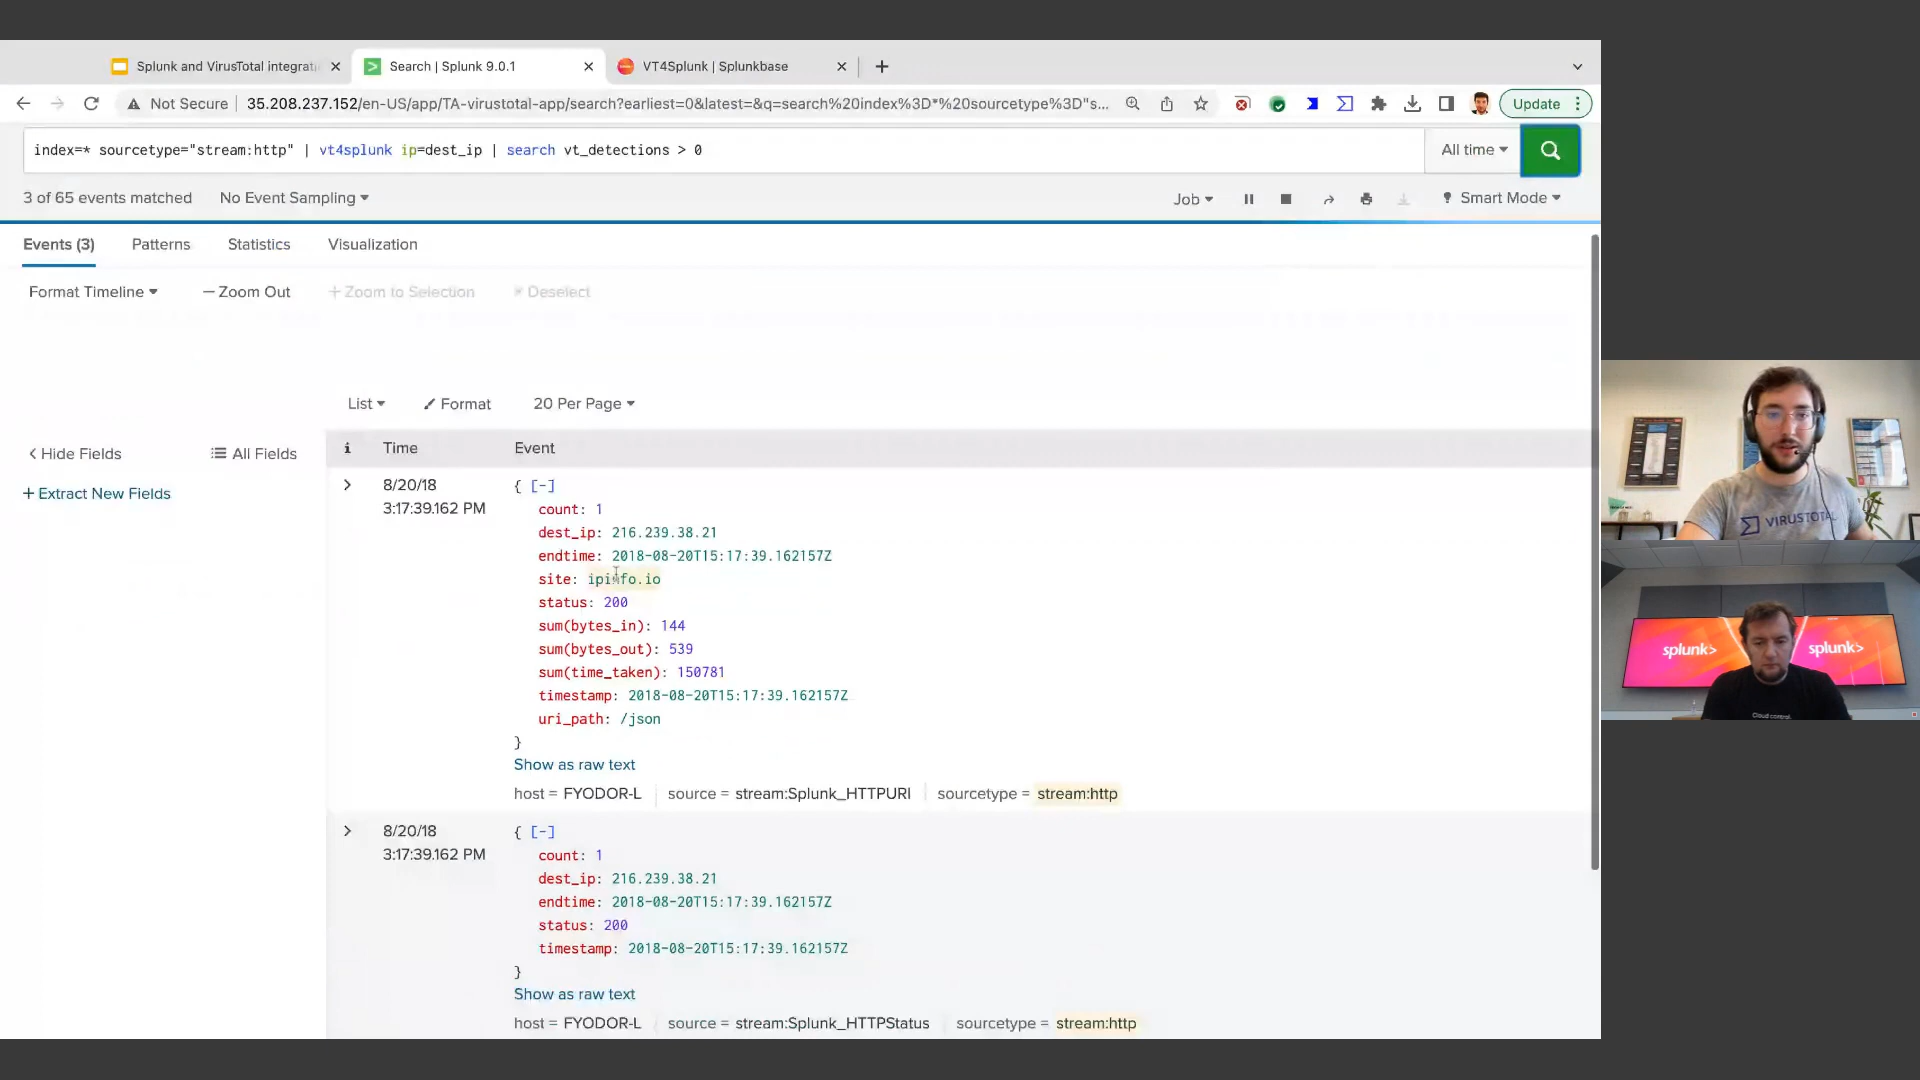 Splunk and VirusTotal integrati
Search | Splunk 9.0.1
VT4Splunk | Splunkbase
Not Secure
35.208.237.152/en-US/app/TA-virustotal-app/search?earliest=0&latest=&q=search%20index%3D*%20sourcetype%3D"s...
Update
index=* sourcetype="stream:http" | vt4splunk ip=dest_ip | search vt_detections > 0
All time
3 of 65 events matched
No Event Sampling
Job
Smart Mode
Events (3)
Patterns
Statistics
Visualization
Format Timeline
— Zoom Out
+ Zoom to Selection
× Deselect
List
Format
20 Per Page
< Hide Fields
All Fields
i
Time
Event
+ Extract New Fields
8/20/18
3:17:39.162 PM
{ [-]
count: 1
dest_ip: 216.239.38.21
endtime: 2018-08-20T15:17:39.162157Z
site: ipinfo.io
status: 200
sum(bytes_in): 144
sum(bytes_out): 539
sum(time_taken): 150781
timestamp: 2018-08-20T15:17:39.162157Z
uri_path: /json
}
Show as raw text
host = FYODOR-L
source = stream:Splunk_HTTPURI
sourcetype = stream:http
8/20/18
3:17:39.162 PM
{ [-]
count: 1
dest_ip: 216.239.38.21
endtime: 2018-08-20T15:17:39.162157Z
status: 200
timestamp: 2018-08-20T15:17:39.162157Z
}
Show as raw text
host = FYODOR-L
source = stream:Splunk_HTTPStatus
sourcetype = stream:http
VIRUSTOTAL
splunk>
splunk>
Cloud control.